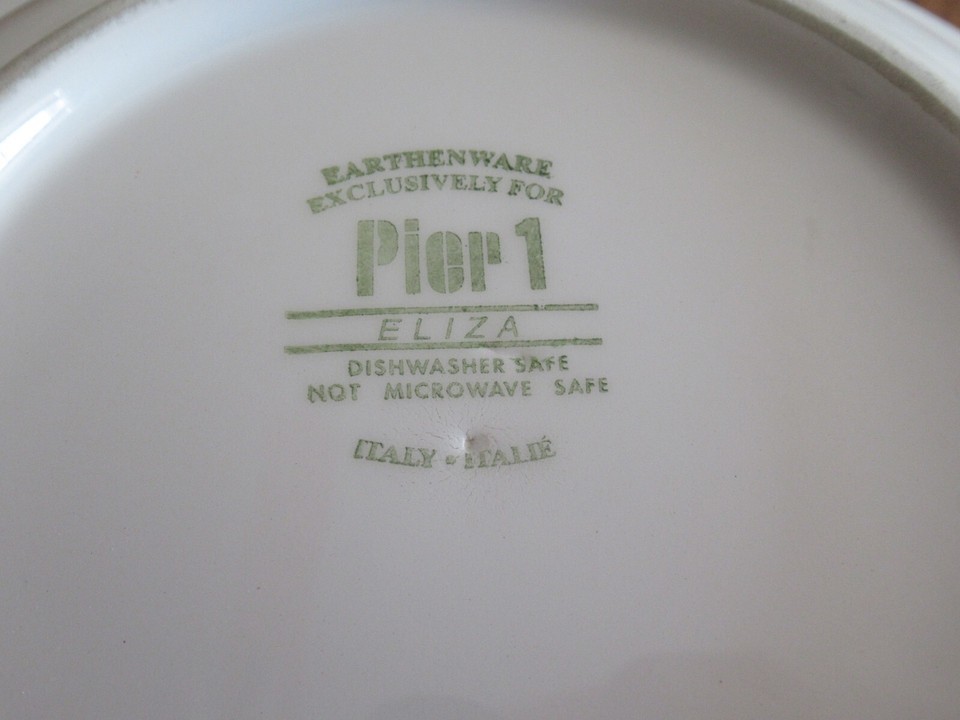 EARTHENWARE
EXCLUSIVELY FOR
Pier 1
ELIZA
DISHWASHER SAFE
NOT MICROWAVE SAFE
ITALY - ITALIÉ